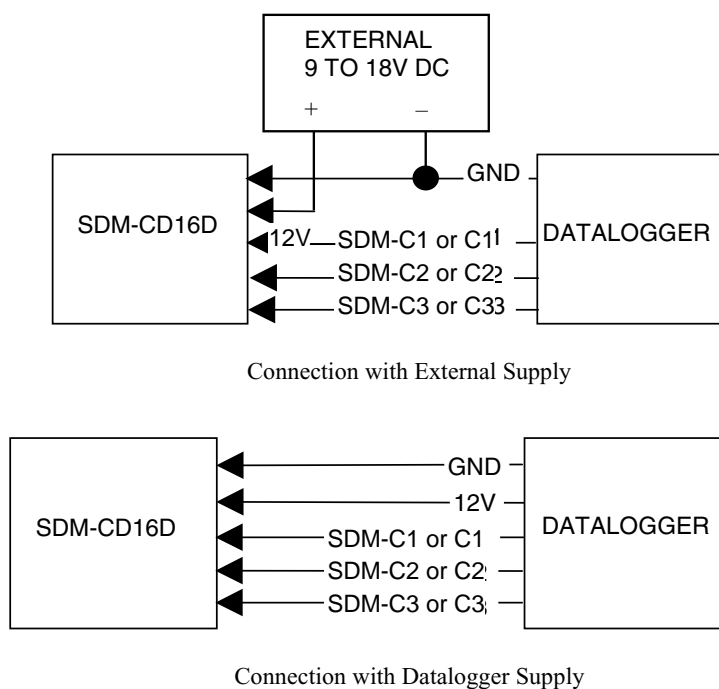 EXTERNAL
9 TO 18V DC
+ –
GND
SDM-CD16D
12V
SDM-C1 or C1
DATALOGGER
SDM-C2 or C2
SDM-C3 or C3
Connection with External Supply
GND
12V
SDM-CD16D
DATALOGGER
SDM-C1 or C1
SDM-C2 or C2
SDM-C3 or C3
Connection with Datalogger Supply